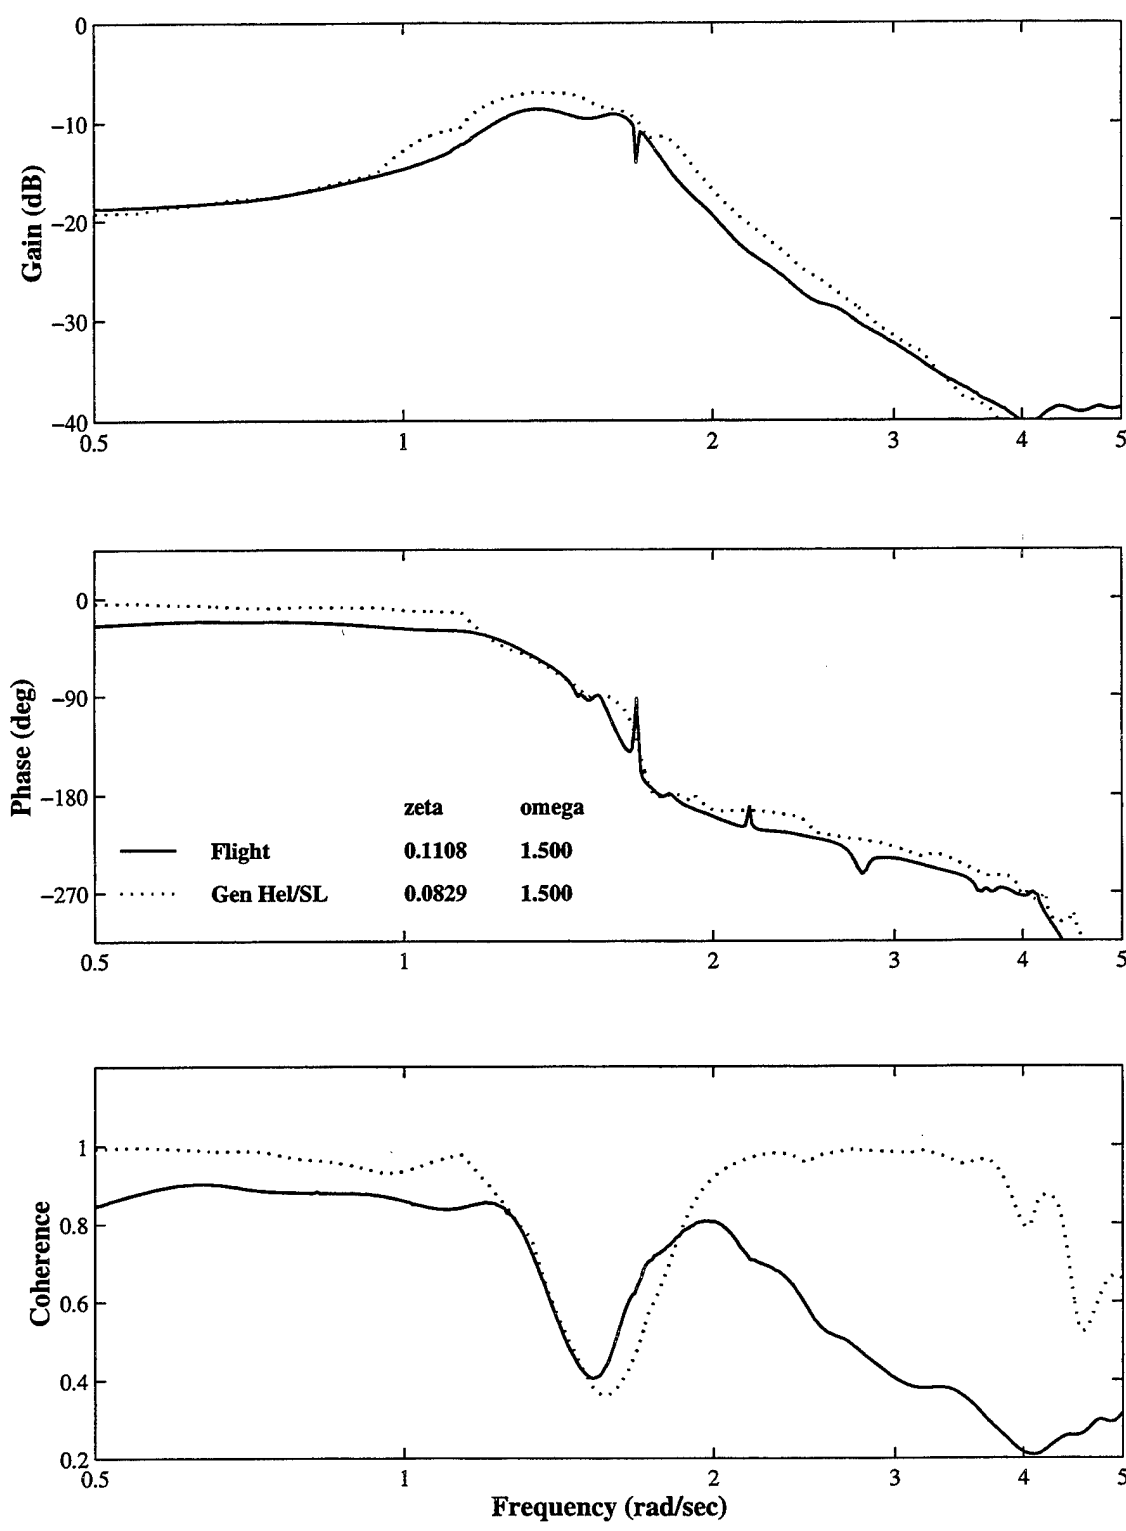 0
−10
−20
−30
−40
Gain (dB)
0.5 1 2 3 4 5
0
−90
−180
−270
Phase (deg)
zeta omega
Flight 0.1108 1.500
Gen Hel/SL 0.0829 1.500
0.5 1 2 3 4 5
1
0.8
0.6
0.4
0.2
Coherence
0.5 1 2 3 4 5
Frequency (rad/sec)